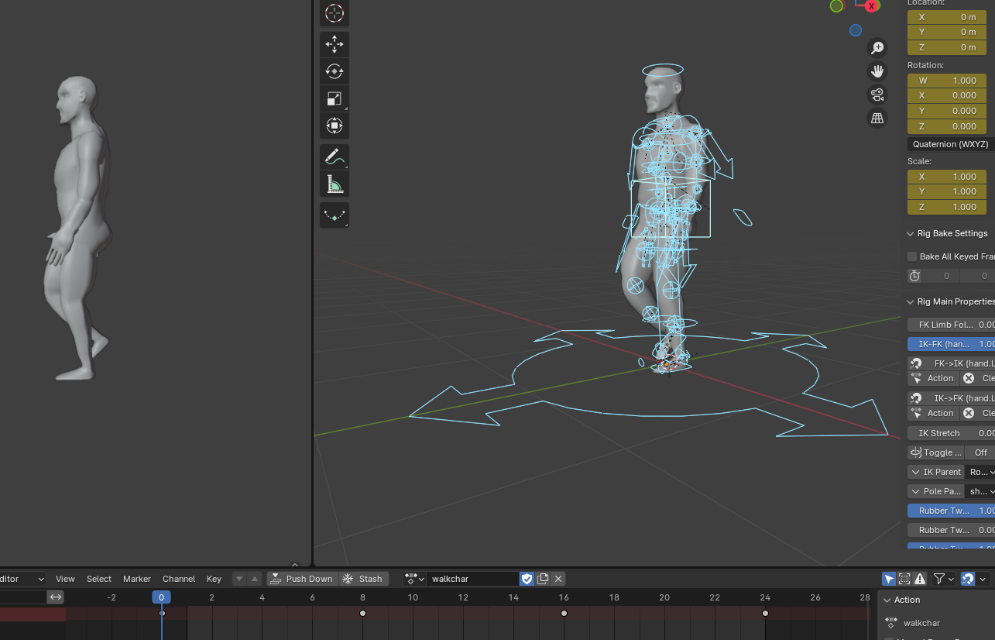 X
Location:
X 0 m
Y 0 m
Z 0 m
Rotation:
W 1.000
X 0.000
Y 0.000
Z 0.000
Quaternion (WXYZ)
Scale:
X 1.000
Y 1.000
Z 1.000
Rig Bake Settings
Bake All Keyed Fra
0 0
Rig Main Properties
FK Limb Fol... 0.00
IK-FK (han... 1.00
FK->IK (hand.L
Action Cle
IK->FK (hand.L
Action Cle
IK Stretch 0.00
Toggle ... Off
IK Parent Ro...
Pole Pa... sh...
Rubber Tw... 1.00
Rubber Tw... 0.00
Rubber Tw... 1.00
ditor View Select Marker Channel Key Push Down Stash walkchar
-2 0 2 4 6 8 10 12 14 16 18 20 22 24 26 28
Action
walkchar